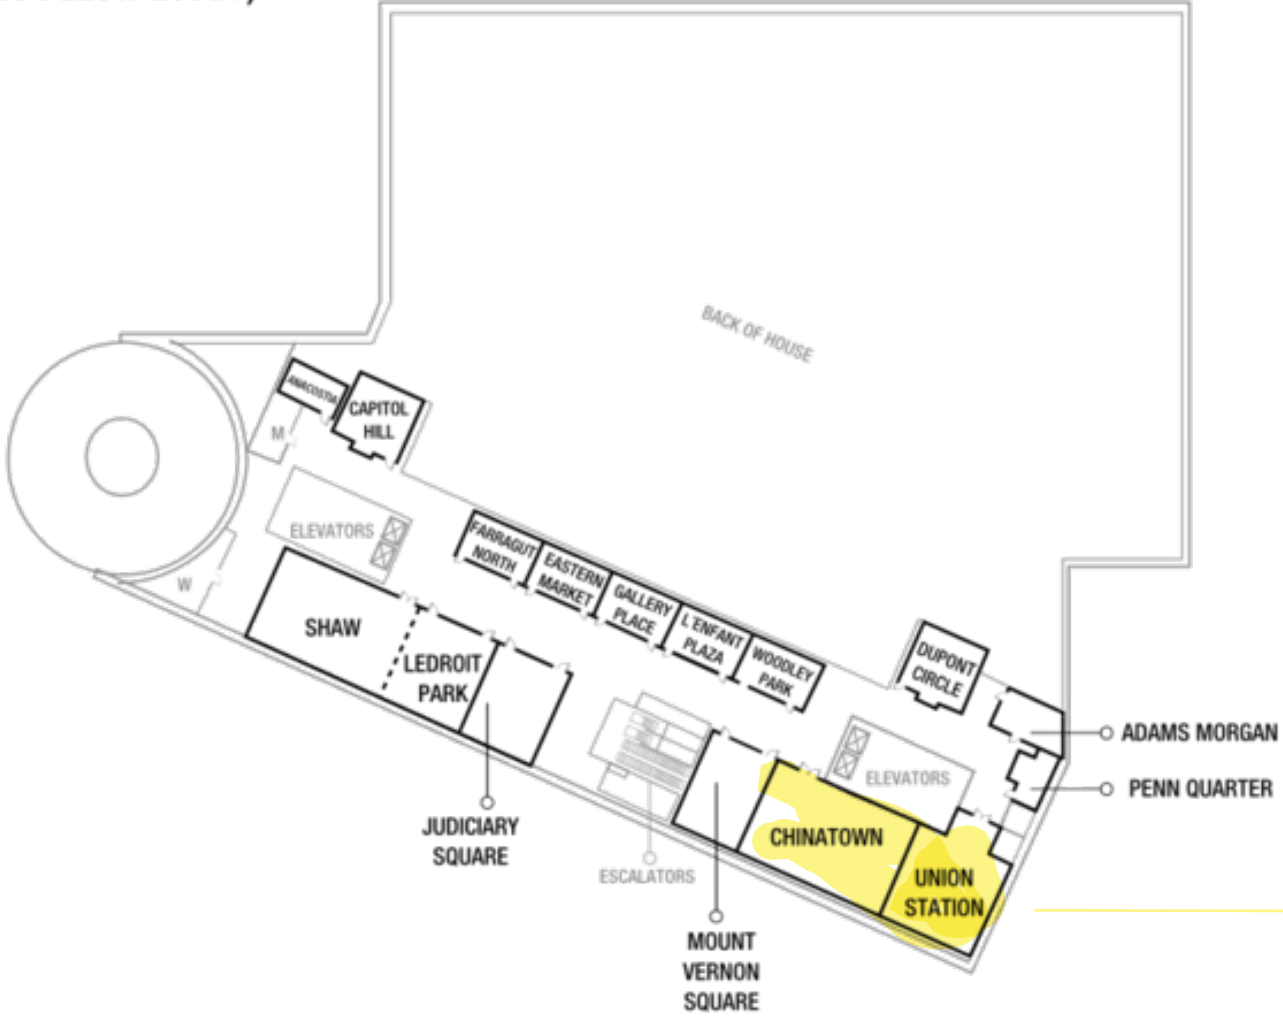 BACK OF HOUSE
ANACOSTIA
CAPITOL
HILL
M
ELEVATORS
FARRAGUT
NORTH
EASTERN
MARKET
GALLERY
PLACE
L'ENFANT
PLAZA
WOODLEY
PARK
W
SHAW
LEDROIT
PARK
DUPONT
CIRCLE
ADAMS MORGAN
ELEVATORS
PENN QUARTER
JUDICIARY
SQUARE
CHINATOWN
ESCALATORS
UNION
STATION
MOUNT
VERNON
SQUARE